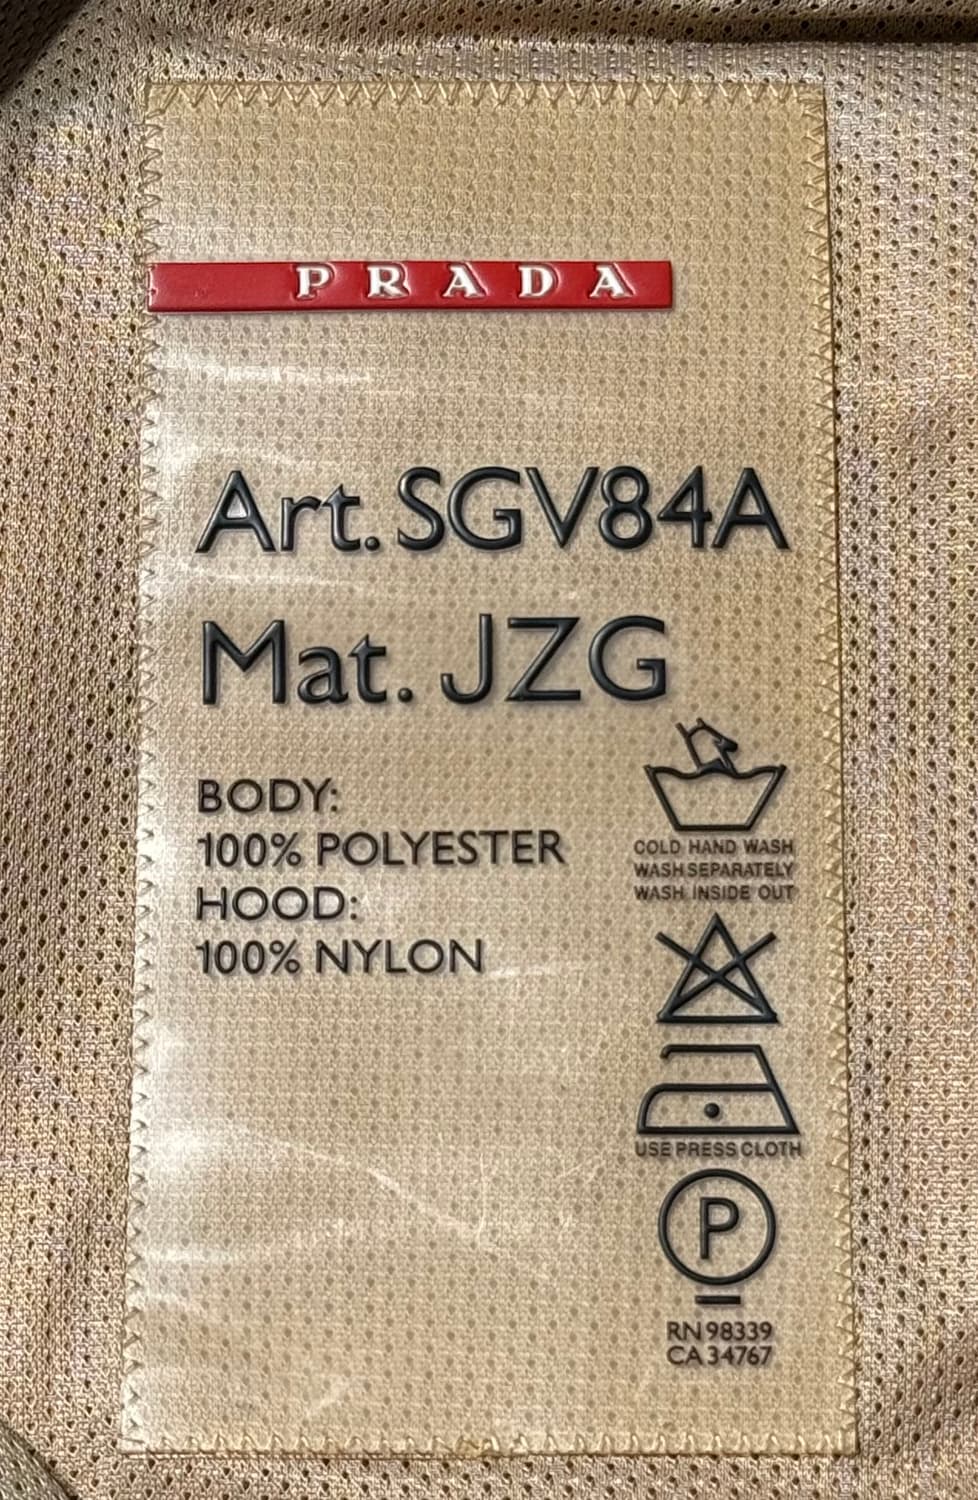 PRADA
Art. SGV84A
Mat. JZG
BODY:
100% POLYESTER
HOOD:
100% NYLON
COLD HAND WASH
WASH SEPARATELY
WASH INSIDE OUT
USE PRESS CLOTH
P
RN 98339
CA 34767